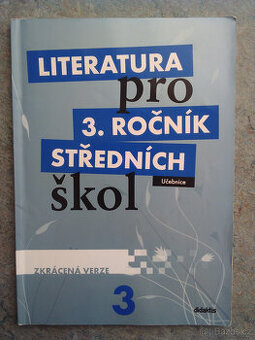 LITERATURA
pro
3. ROČNÍK
STŘEDNÍCH
škol
Učebnice
ZKRÁCENÁ VERZE
3
didaktis